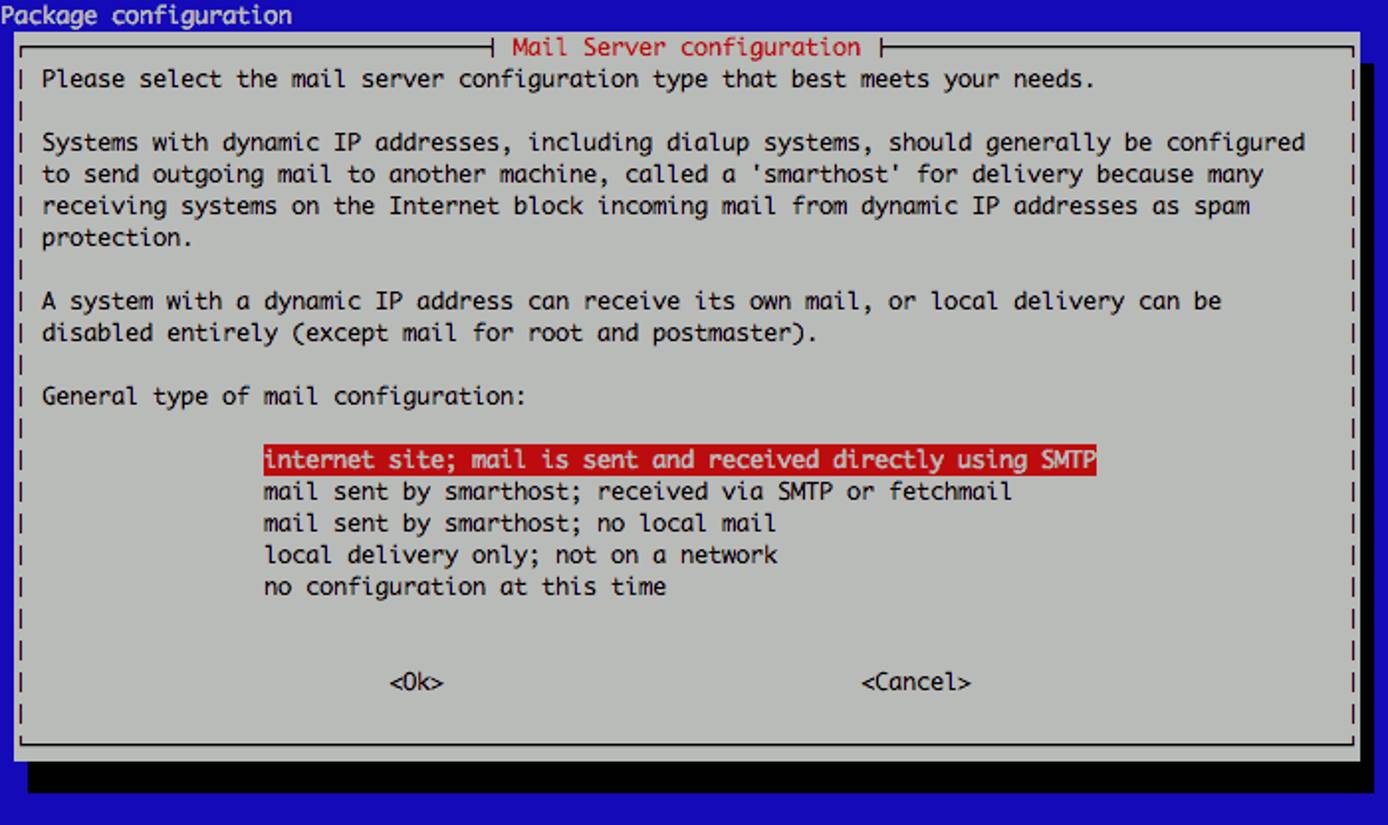 Package configuration
Mail Server configuration
Please select the mail server configuration type that best meets your needs.
Systems with dynamic IP addresses, including dialup systems, should generally be configured
to send outgoing mail to another machine, called a 'smarthost' for delivery because many
receiving systems on the Internet block incoming mail from dynamic IP addresses as spam
protection.
A system with a dynamic IP address can receive its own mail, or local delivery can be
disabled entirely (except mail for root and postmaster).
General type of mail configuration:
internet site; mail is sent and received directly using SMTP
mail sent by smarthost; received via SMTP or fetchmail
mail sent by smarthost; no local mail
local delivery only; not on a network
no configuration at this time
<Ok> <Cancel>